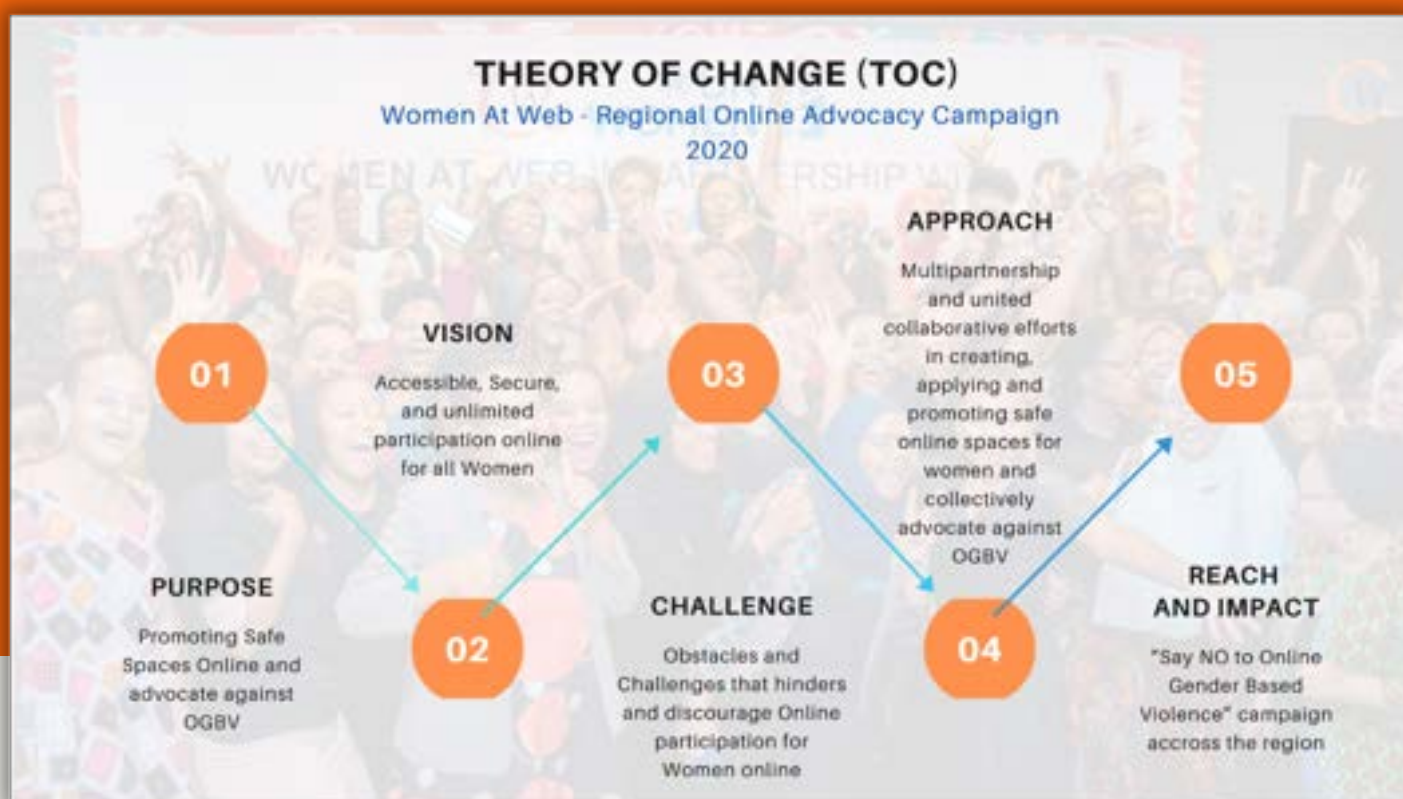 THEORY OF CHANGE (TOC)
Women At Web - Regional Online Advocacy Campaign
2020
01
PURPOSE
Promoting Safe
Spaces Online and
advocate against
OGBV
VISION
Accessible, Secure,
and unlimited
participation online
for all Women
02
03
CHALLENGE
Obstacles and
Challenges that hinders
and discourage Online
participation for
Women online
APPROACH
Multipartnership
and united
collaborative efforts
in creating,
applying and
promoting safe
online spaces for
women and
collectively
advocate against
OGBV
04
05
REACH
AND IMPACT
"Say NO to Online
Gender Based
Violence" campaign
accross the region